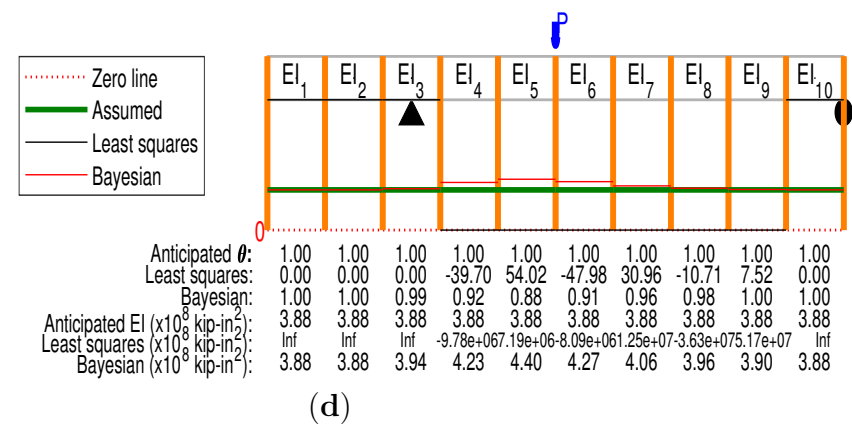 P
Zero line
Assumed
Least squares
Bayesian
EI1 EI2 EI3 EI4 EI5 EI6 EI7 EI8 EI9 EI10
0
Anticipated θ: 1.00 1.00 1.00 1.00 1.00 1.00 1.00 1.00 1.00 1.00
Least squares: 0.00 0.00 0.00 -39.70 54.02 -47.98 30.96 -10.71 7.52 0.00
Bayesian: 1.00 1.00 0.99 0.92 0.88 0.91 0.96 0.98 1.00 1.00
Anticipated EI (x10^8 kip-in^2): 3.88 3.88 3.88 3.88 3.88 3.88 3.88 3.88 3.88 3.88
Least squares (x10^8 kip-in^2): Inf Inf Inf -9.78e+067.19e+06-8.09e+061.25e+07-3.63e+075.17e+07 Inf
Bayesian (x10^8 kip-in^2): 3.88 3.88 3.94 4.23 4.40 4.27 4.06 3.96 3.90 3.88
(d)